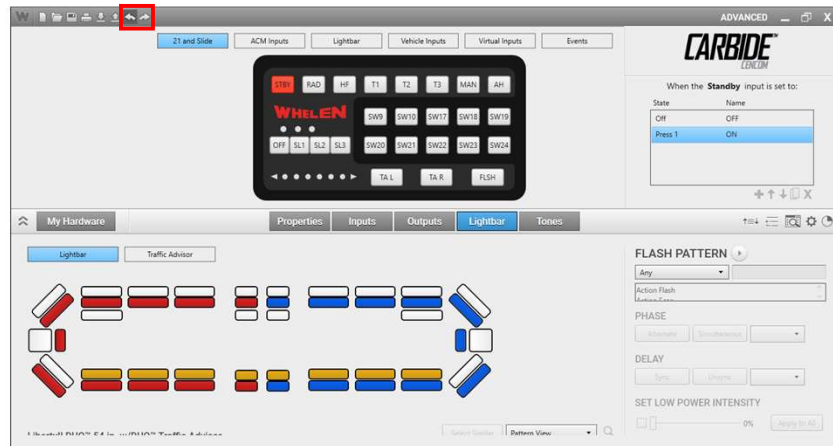 ADVANCED
21 and Slide ACM Inputs Lightbar Vehicle Inputs Virtual Inputs Events
CARBIDE™
CENCOM
STBY RAD HF T1 T2 T3 MAN AH
WHELEN
SW9 SW10 SW17 SW18 SW19
OFF SL1 SL2 SL3 SW20 SW21 SW22 SW23 SW24
TA L TA R FLSH
When the Standby input is set to:
State Name
Off OFF
Press 1 ON
My Hardware Properties Inputs Outputs Lightbar Tones
Lightbar Traffic Advisor
FLASH PATTERN
Any
Action Flash
PHASE
Alternate Simultaneous
DELAY
Sync Unsync
SET LOW POWER INTENSITY
0% Apply to All
Select Similar Pattern View